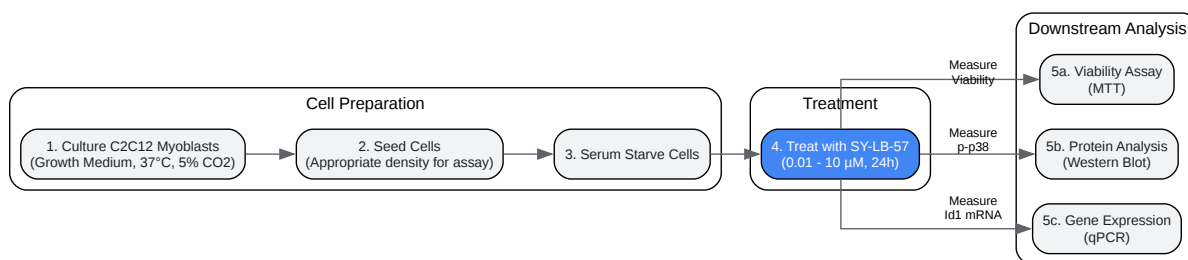 Cell Preparation
1. Culture C2C12 Myoblasts
(Growth Medium, 37°C, 5% CO2)
2. Seed Cells
(Appropriate density for assay)
3. Serum Starve Cells
Treatment
4. Treat with SY-LB-57
(0.01 - 10 µM, 24h)
Measure
Viability
Measure
p-p38
Measure
Id1 mRNA
Downstream Analysis
5a. Viability Assay
(MTT)
5b. Protein Analysis
(Western Blot)
5c. Gene Expression
(qPCR)